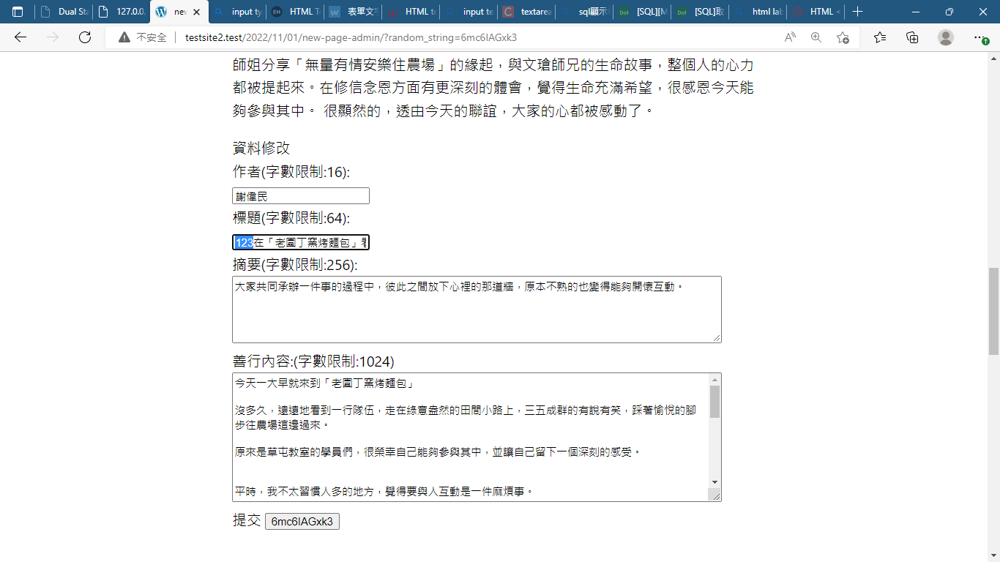 Dual Sta
127.0.0.
new
input ty
HTML T
表單文字
HTML te
input te
textarea
sql顯示
[SQL][M
[SQL]取
html lab
HTML <
不安全
testsite2.test/2022/11/01/new-page-admin/?random_string=6mc6lAGxk3
師姐分享「無量有情安樂住農場」的緣起，與文瑲師兄的生命故事，整個人的心力
都被提起來。在修信念恩方面有更深刻的體會，覺得生命充滿希望，很感恩今天能
夠參與其中。 很顯然的，透由今天的聯誼，大家的心都被感動了。
資料修改
作者(字數限制:16):
謝偉民
標題(字數限制:64):
123在「老圓丁窯烤麵包」看
摘要(字數限制:256):
大家共同承辦一件事的過程中，彼此之間放下心裡的那道牆，原本不熟的也變得能夠開懷互動。
善行內容:(字數限制:1024)
今天一大早就來到「老圓丁窯烤麵包」
沒多久，遠遠地看到一行隊伍，走在綠意盎然的田間小路上，三五成群的有說有笑，踩著愉悅的腳
步往農場這邊過來。
原來是草屯教室的學員們，很榮幸自己能夠參與其中，並讓自己留下一個深刻的感受。
平時，我不太習慣人多的地方，覺得要與人互動是一件麻煩事。
提交 6mc6lAGxk3